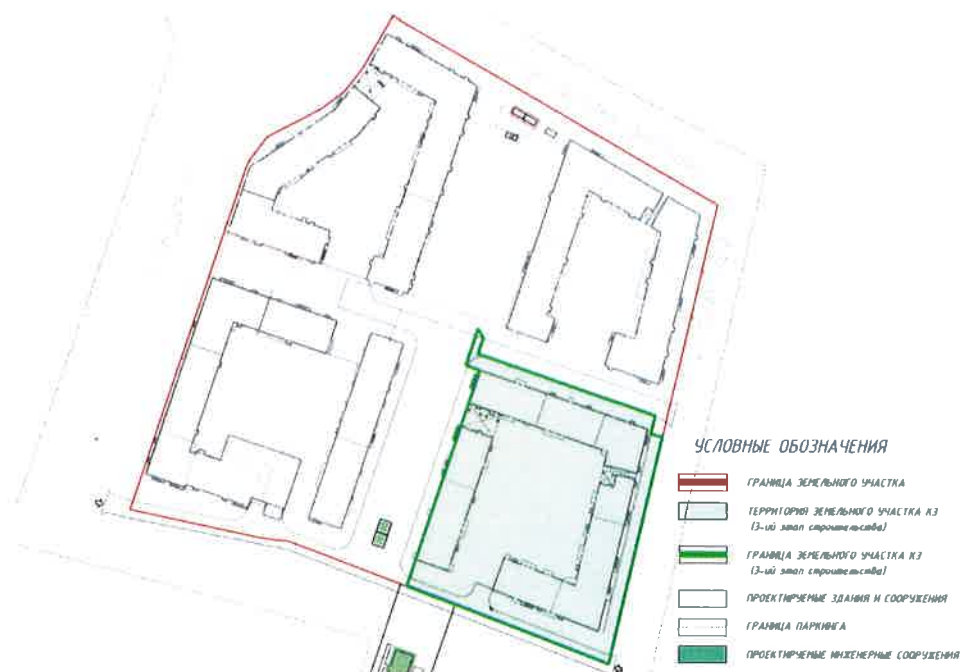 УСЛОВНЫЕ ОБОЗНАЧЕНИЯ
ГРАНИЦА ЗЕМЕЛЬНОГО УЧАСТКА
ТЕРРИТОРИЯ ЗЕМЕЛЬНОГО УЧАСТКА К3
(3-ий этап строительства)
ГРАНИЦА ЗЕМЕЛЬНОГО УЧАСТКА К3
(3-ий этап строительства)
ПРОЕКТИРУЕМЫЕ ЗДАНИЯ И СООРУЖЕНИЯ
ГРАНИЦА ПАРКИНГА
ПРОЕКТИРУЕМЫЕ ИНЖЕНЕРНЫЕ СООРУЖЕНИЯ